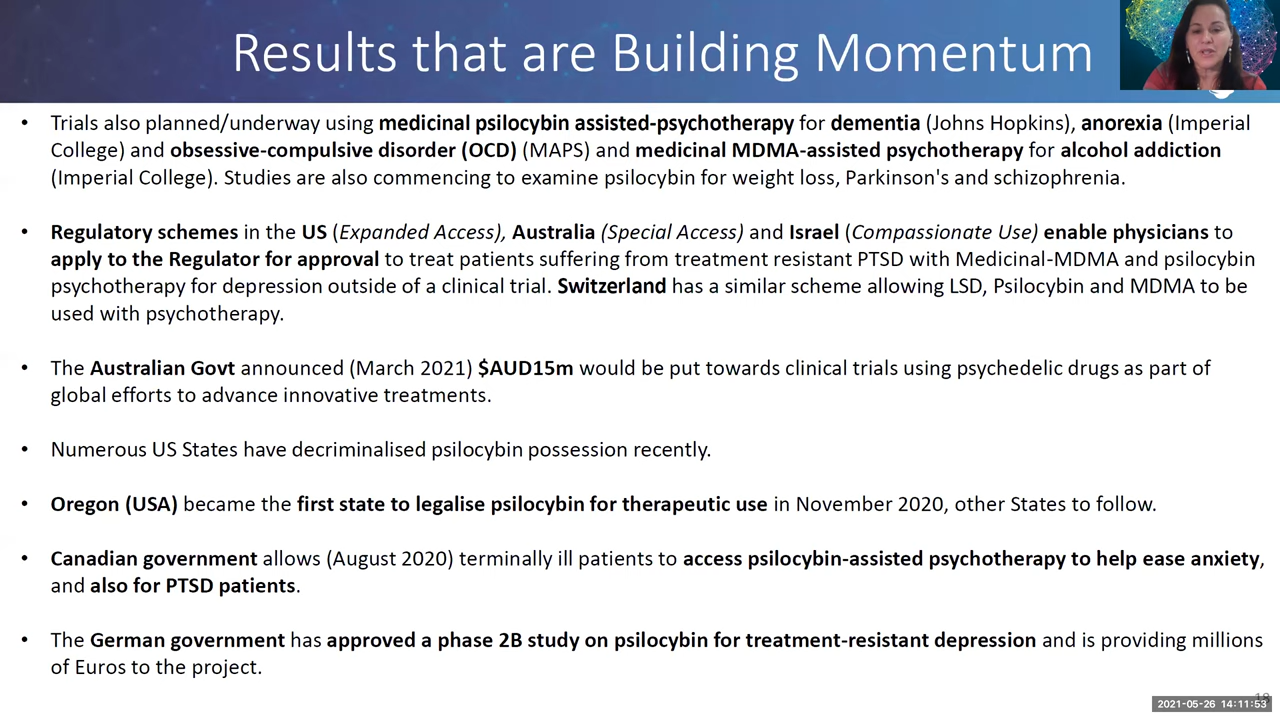 Results that are Building Momentum
• Trials also planned/underway using medicinal psilocybin assisted-psychotherapy for dementia (Johns Hopkins), anorexia (Imperial
College) and obsessive-compulsive disorder (OCD) (MAPS) and medicinal MDMA-assisted psychotherapy for alcohol addiction
(Imperial College). Studies are also commencing to examine psilocybin for weight loss, Parkinson's and schizophrenia.
• Regulatory schemes in the US (Expanded Access), Australia (Special Access) and Israel (Compassionate Use) enable physicians to
apply to the Regulator for approval to treat patients suffering from treatment resistant PTSD with Medicinal-MDMA and psilocybin
psychotherapy for depression outside of a clinical trial. Switzerland has a similar scheme allowing LSD, Psilocybin and MDMA to be
used with psychotherapy.
• The Australian Govt announced (March 2021) $AUD15m would be put towards clinical trials using psychedelic drugs as part of
global efforts to advance innovative treatments.
• Numerous US States have decriminalised psilocybin possession recently.
• Oregon (USA) became the first state to legalise psilocybin for therapeutic use in November 2020, other States to follow.
• Canadian government allows (August 2020) terminally ill patients to access psilocybin-assisted psychotherapy to help ease anxiety,
and also for PTSD patients.
• The German government has approved a phase 2B study on psilocybin for treatment-resistant depression and is providing millions
of Euros to the project.
18
2021-05-26 14:11:53